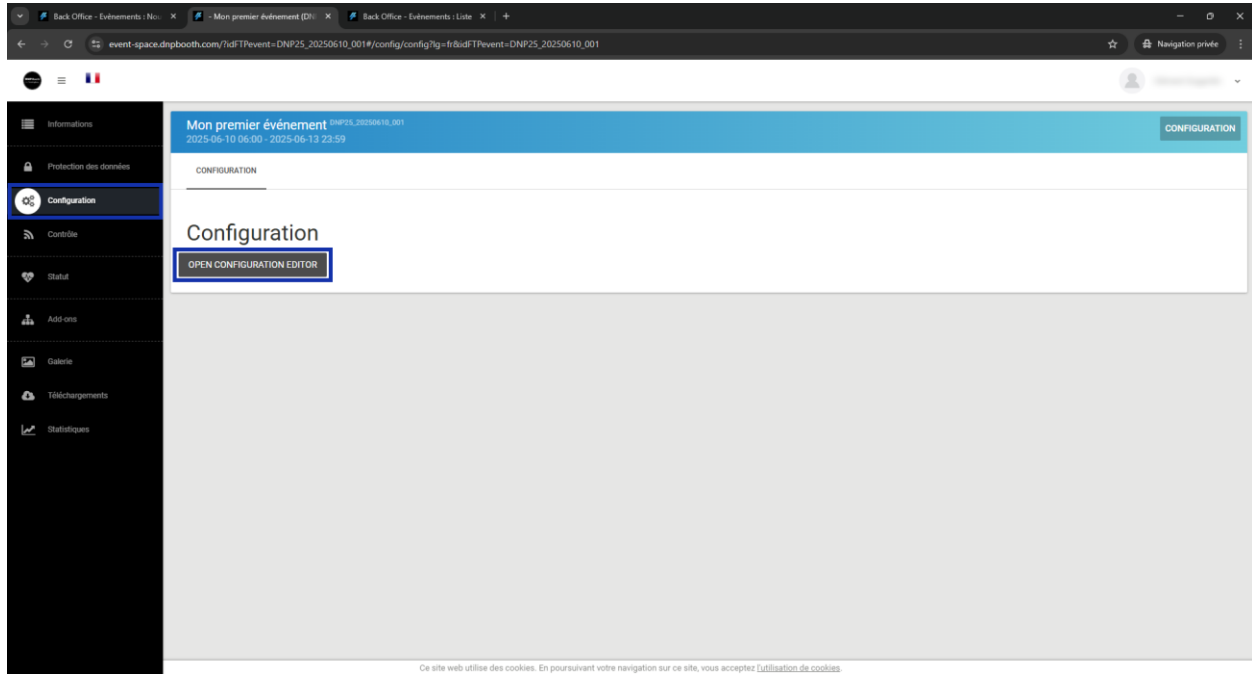 Back Office - Evènements : Nou
- Mon premier événement (DN
Back Office - Evènements : Liste
event-space.dnpbooth.com/?idFTPevent=DNP25_20250610_001#/config/config?lg=fr&idFTPevent=DNP25_20250610_001
Navigation privée
Informations
Protection des données
Configuration
Contrôle
Statut
Add-ons
Galerie
Téléchargements
Statistiques
Mon premier événement DNP25_20250610_001
2025-06-10 06:00 - 2025-06-13 23:59
CONFIGURATION
CONFIGURATION
Configuration
OPEN CONFIGURATION EDITOR
Ce site web utilise des cookies. En poursuivant votre navigation sur ce site, vous acceptez l'utilisation de cookies.